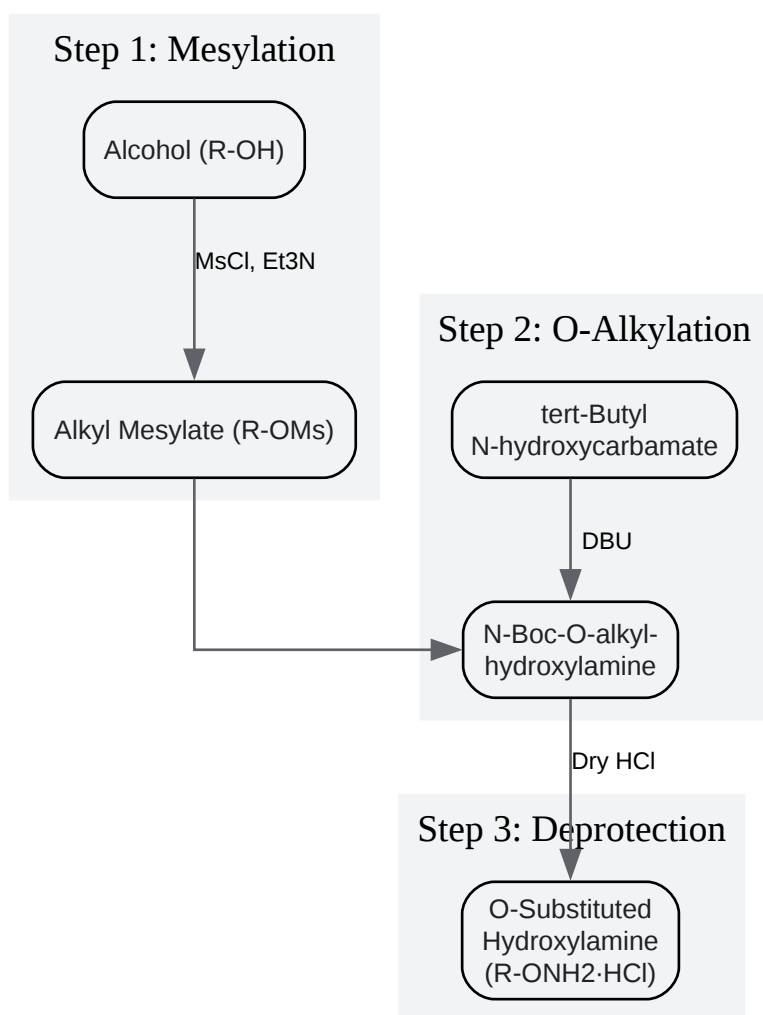 Step 1: Mesylation
Alcohol (R-OH)
MsCl, Et3N
Alkyl Mesylate (R-OMs)
Step 2: O-Alkylation
tert-Butyl
N-hydroxycarbamate
DBU
N-Boc-O-alkyl-
hydroxylamine
Dry HCl
Step 3: Deprotection
O-Substituted
Hydroxylamine
(R-ONH2·HCl)